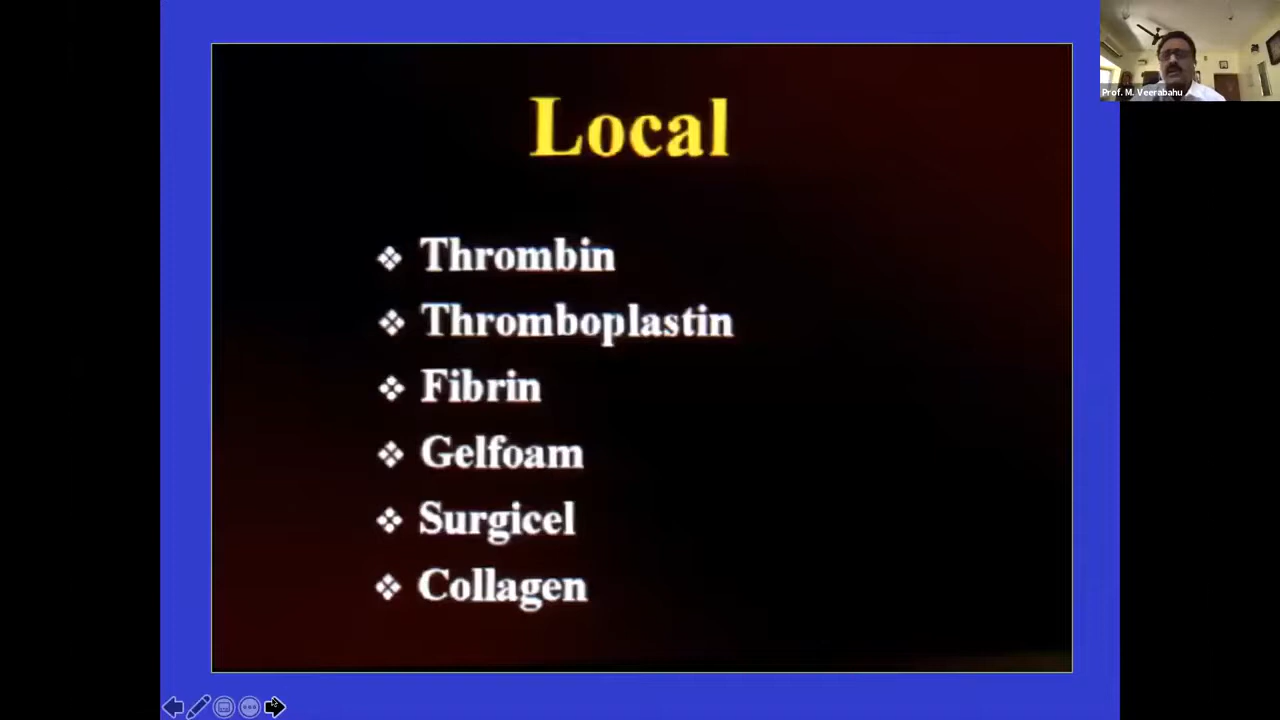 Local
Thrombin
Thromboplastin
Fibrin
Gelfoam
Surgicel
Collagen
Prof. M. Veerabahu